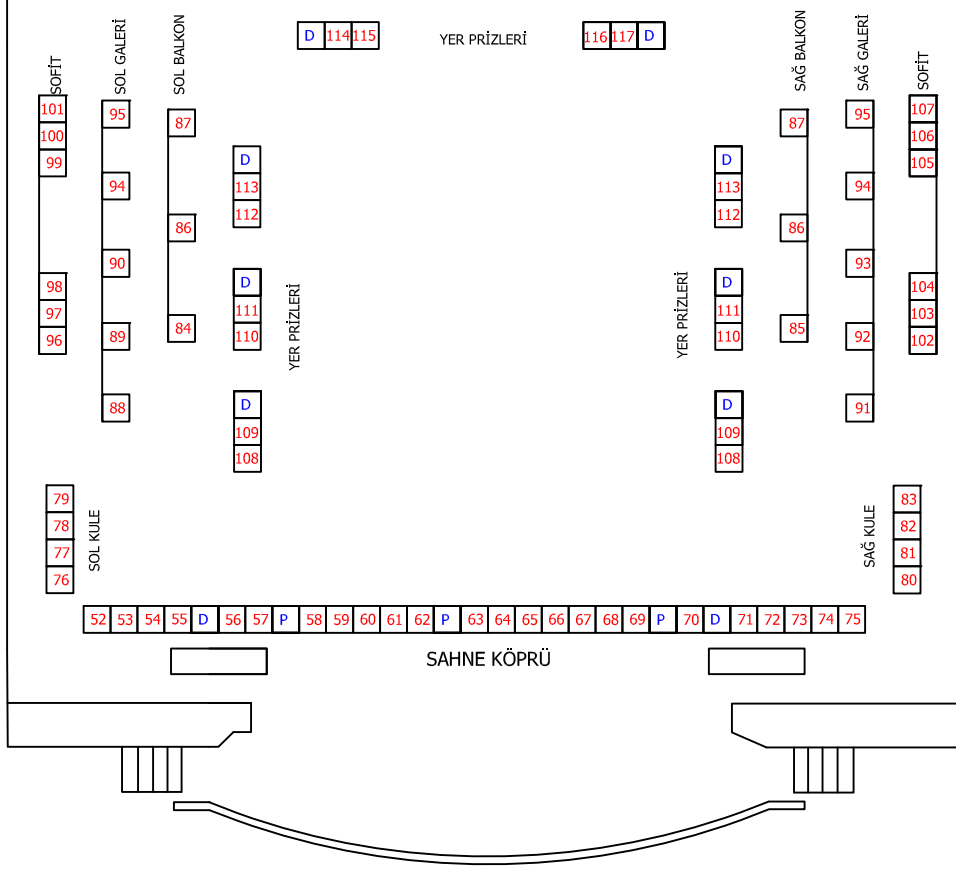 D 114 115
YER PRİZLERİ
116 117 D
SOFİT
101
100
99
98
97
96
SOL GALERİ
95
94
90
89
88
SOL BALKON
87
86
84
D
113
112
D
111
110
D
109
108
YER PRİZLERİ
YER PRİZLERİ
D
113
112
D
111
110
D
109
108
SAĞ BALKON
87
86
85
SAĞ GALERİ
95
94
93
92
91
SOFİT
107
106
105
104
103
102
79
78
77
76
SOL KULE
SAĞ KULE
83
82
81
80
52 53 54 55 D 56 57 P 58 59 60 61 62 P 63 64 65 66 67 68 69 P 70 D 71 72 73 74 75
SAHNE KÖPRÜ